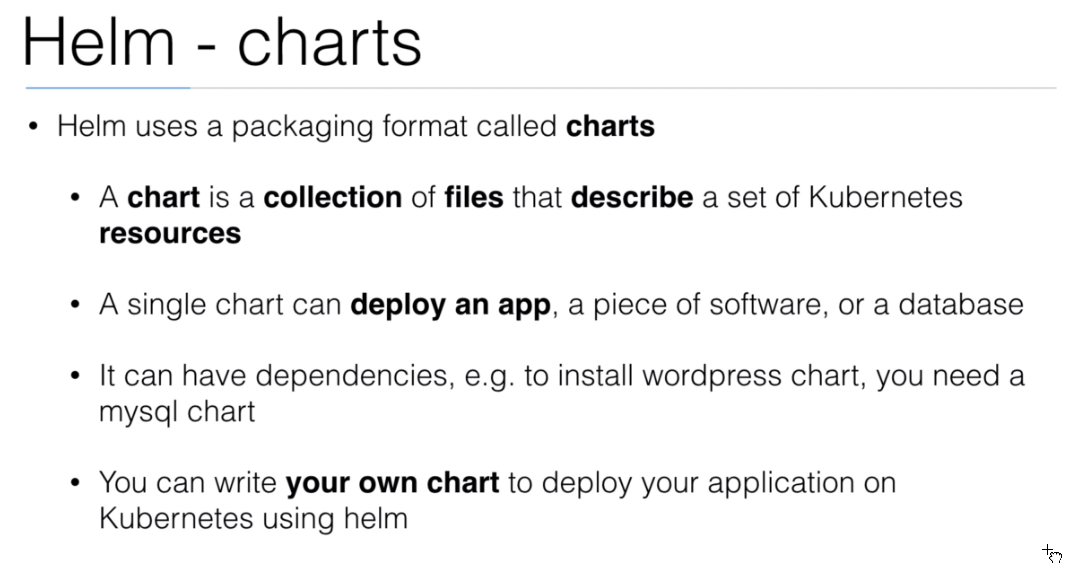 Helm - charts
• Helm uses a packaging format called charts
• A chart is a collection of files that describe a set of Kubernetes
resources
• A single chart can deploy an app, a piece of software, or a database
• It can have dependencies, e.g. to install wordpress chart, you need a
mysql chart
• You can write your own chart to deploy your application on
Kubernetes using helm